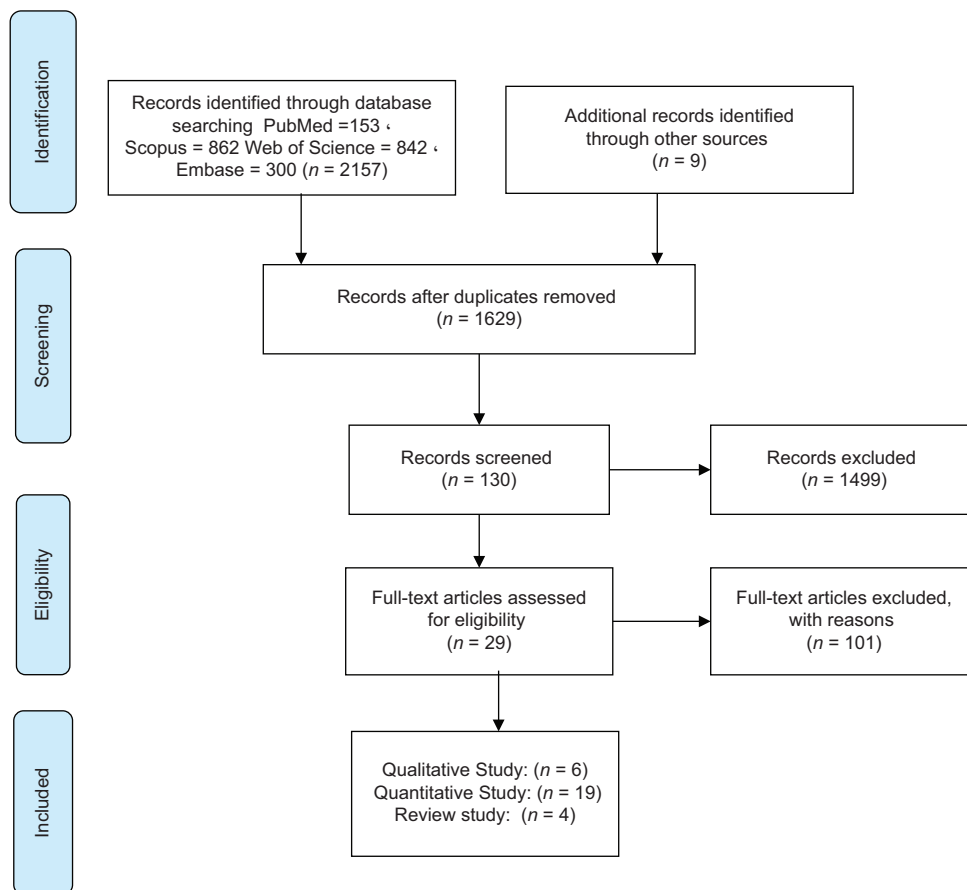 Identification
Records identified through database
searching PubMed =153 ،
Scopus = 862 Web of Science = 842 ،
Embase = 300 (n = 2157)
Additional records identified
through other sources
(n = 9)
Screening
Records after duplicates removed
(n = 1629)
Records screened
(n = 130)
Records excluded
(n = 1499)
Eligibility
Full-text articles assessed
for eligibility
(n = 29)
Full-text articles excluded,
with reasons
(n = 101)
Included
Qualitative Study: (n = 6)
Quantitative Study: (n = 19)
Review study: (n = 4)